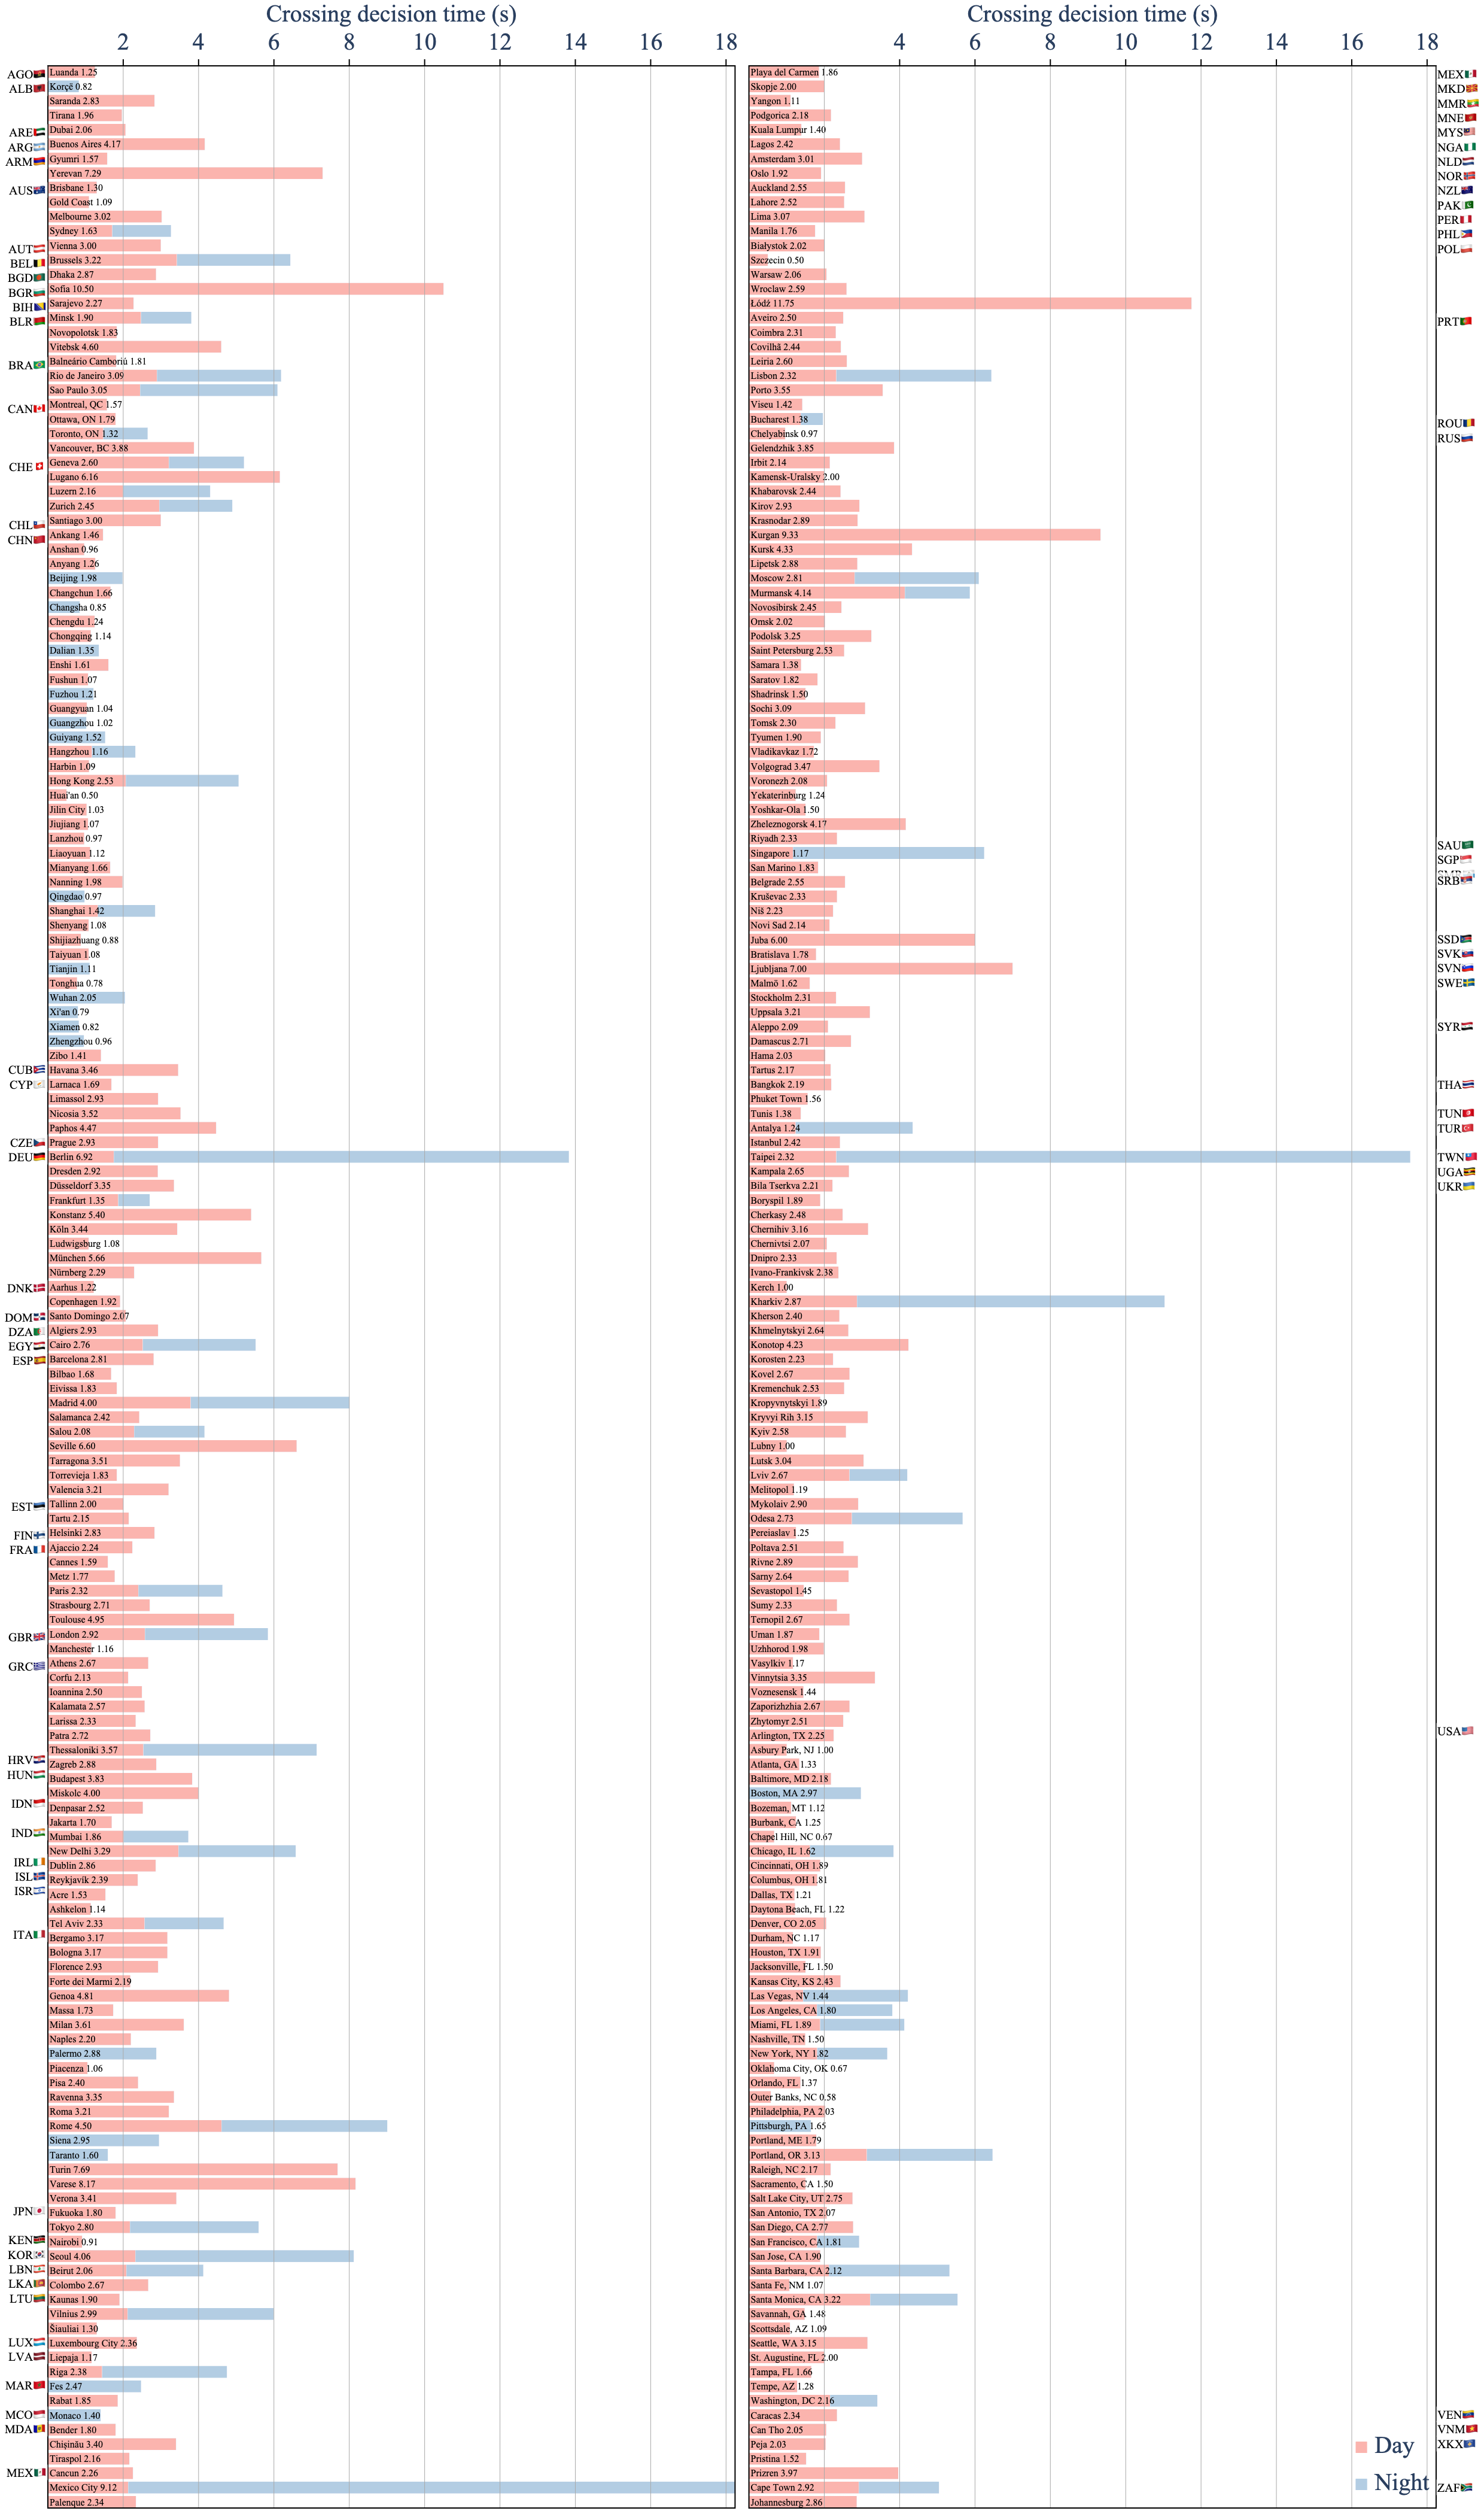 Crossing decision time (s)
2 4 6 8 10 12 14 16 18
AGO Luanda 1.25
ALB Korçë 0.82
Saranda 2.83
Tirana 1.96
ARE Dubai 2.06
ARG Buenos Aires 4.17
ARM Gyumri 1.57
Yerevan 7.29
AUS Brisbane 1.30
Gold Coast 1.09
Melbourne 3.02
Sydney 1.63
AUT Vienna 3.00
BEL Brussels 3.22
BGD Dhaka 2.87
BGR Sofia 10.50
BIH Sarajevo 2.27
BLR Minsk 1.90
Novopolotsk 1.83
Vitebsk 4.60
BRA Balneário Camboriú 1.81
Rio de Janeiro 3.09
Sao Paulo 3.05
CAN Montreal, QC 1.57
Ottawa, ON 1.79
Toronto, ON 1.32
Vancouver, BC 3.88
CHE Geneva 2.60
Lugano 6.16
Luzern 2.16
Zurich 2.45
CHL Santiago 3.00
CHN Ankang 1.46
Anshan 0.96
Anyang 1.26
Beijing 1.98
Changchun 1.66
Changsha 0.85
Chengdu 1.24
Chongqing 1.14
Dalian 1.35
Enshi 1.61
Fushun 1.07
Fuzhou 1.21
Guangyuan 1.04
Guangzhou 1.02
Guiyang 1.52
Hangzhou 1.16
Harbin 1.09
Hong Kong 2.53
Huai'an 0.50
Jilin City 1.03
Jiujiang 1.07
Lanzhou 0.97
Liaoyuan 1.12
Mianyang 1.66
Nanning 1.98
Qingdao 0.97
Shanghai 1.42
Shenyang 1.08
Shijiazhuang 0.88
Taiyuan 1.08
Tianjin 1.11
Tonghua 0.78
Wuhan 2.05
Xi'an 0.79
Xiamen 0.82
Zhengzhou 0.96
Zibo 1.41
CUB Havana 3.46
CYP Larnaca 1.69
Limassol 2.93
Nicosia 3.52
Paphos 4.47
CZE Prague 2.93
DEU Berlin 6.92
Dresden 2.92
Düsseldorf 3.35
Frankfurt 1.35
Konstanz 5.40
Köln 3.44
Ludwigsburg 1.08
München 5.66
Nürnberg 2.29
DNK Aarhus 1.22
Copenhagen 1.92
DOM Santo Domingo 2.07
DZA Algiers 2.93
EGY Cairo 2.76
ESP Barcelona 2.81
Bilbao 1.68
Eivissa 1.83
Madrid 4.00
Salamanca 2.42
Salou 2.08
Seville 6.60
Tarragona 3.51
Torrevieja 1.83
Valencia 3.21
EST Tallinn 2.00
Tartu 2.15
FIN Helsinki 2.83
FRA Ajaccio 2.24
Cannes 1.59
Metz 1.77
Paris 2.32
Strasbourg 2.71
Toulouse 4.95
GBR London 2.92
Manchester 1.16
GRC Athens 2.67
Corfu 2.13
Ioannina 2.50
Kalamata 2.57
Larissa 2.33
Patra 2.72
Thessaloniki 3.57
HRV Zagreb 2.88
HUN Budapest 3.83
Miskolc 4.00
IDN Denpasar 2.52
Jakarta 1.70
IND Mumbai 1.86
New Delhi 3.29
IRL Dublin 2.86
ISL Reykjavik 2.39
ISR Acre 1.53
Ashkelon 1.14
Tel Aviv 2.33
ITA Bergamo 3.17
Bologna 3.17
Florence 2.93
Forte dei Marmi 2.19
Genoa 4.81
Massa 1.73
Milan 3.61
Naples 2.20
Palermo 2.88
Piacenza 1.06
Pisa 2.40
Ravenna 3.35
Roma 3.21
Rome 4.50
Siena 2.95
Taranto 1.60
Turin 7.69
Varese 8.17
Verona 3.41
JPN Fukuoka 1.80
Tokyo 2.80
KEN Nairobi 0.91
KOR Seoul 4.06
LBN Beirut 2.06
LKA Colombo 2.67
LTU Kaunas 1.90
Vilnius 2.99
Šiauliai 1.30
LUX Luxembourg City 2.36
LVA Liepaja 1.17
Riga 2.38
MAR Fes 2.47
Rabat 1.85
MCO Monaco 1.40
MDA Bender 1.80
Chișinău 3.40
Tiraspol 2.16
MEX Cancun 2.26
Mexico City 9.12
Palenque 2.34
Crossing decision time (s)
4 6 8 10 12 14 16 18
Playa del Carmen 1.86 MEX
Skopje 2.00 MKD
Yangon 1.11 MMR
Podgorica 2.18 MNE
Kuala Lumpur 1.40 MYS
Lagos 2.42 NGA
Amsterdam 3.01 NLD
Oslo 1.92 NOR
Auckland 2.55 NZL
Lahore 2.52 PAK
Lima 3.07 PER
Manila 1.76 PHL
Białystok 2.02 POL
Szczecin 0.50
Warsaw 2.06
Wroclaw 2.59
Łódź 11.75
Aveiro 2.50 PRT
Coimbra 2.31
Covilhã 2.44
Leiria 2.60
Lisbon 2.32
Porto 3.55
Viseu 1.42
Bucharest 1.38 ROU
Chelyabinsk 0.97 RUS
Gelendzhik 3.85
Irbit 2.14
Kamensk-Uralsky 2.00
Khabarovsk 2.44
Kirov 2.93
Krasnodar 2.89
Kurgan 9.33
Kursk 4.33
Lipetsk 2.88
Moscow 2.81
Murmansk 4.14
Novosibirsk 2.45
Omsk 2.02
Podolsk 3.25
Saint Petersburg 2.53
Samara 1.38
Saratov 1.82
Shadrinsk 1.50
Sochi 3.09
Tomsk 2.30
Tyumen 1.90
Vladikavkaz 1.72
Volgograd 3.47
Voronezh 2.08
Yekaterinburg 1.24
Yoshkar-Ola 1.50
Zheleznogorsk 4.17
Riyadh 2.33 SAU
Singapore 1.17 SGP
San Marino 1.83
Belgrade 2.55 SRB
Kruševac 2.33
Niš 2.23
Novi Sad 2.14
Juba 6.00 SSD
Bratislava 1.78 SVK
Ljubljana 7.00 SVN
Malmö 1.62 SWE
Stockholm 2.31
Uppsala 3.21
Aleppo 2.09 SYR
Damascus 2.71
Hama 2.03
Tartus 2.17
Bangkok 2.19 THA
Phuket Town 1.56
Tunis 1.38 TUN
Antalya 1.24 TUR
Istanbul 2.42
Taipei 2.32 TWN
Kampala 2.65 UGA
Bila Tserkva 2.21 UKR
Boryspil 1.89
Cherkasy 2.48
Chernihiv 3.16
Chernivtsi 2.07
Dnipro 2.33
Ivano-Frankivsk 2.38
Kerch 1.00
Kharkiv 2.87
Kherson 2.40
Khmelnytskyi 2.64
Konotop 4.23
Korosten 2.23
Kovel 2.67
Kremenchuk 2.53
Kropyvnytskyi 1.89
Kryvyi Rih 3.15
Kyiv 2.58
Lubny 1.00
Lutsk 3.04
Lviv 2.67
Melitopol 1.19
Mykolaiv 2.90
Odesa 2.73
Pereiaslav 1.25
Poltava 2.51
Rivne 2.89
Sarny 2.64
Sevastopol 1.45
Sumy 2.33
Ternopil 2.67
Uman 1.87
Uzhhorod 1.98
Vasylkiv 1.17
Vinnytsia 3.35
Voznesensk 1.44
Zaporizhzhia 2.67
Zhytomyr 2.51
Arlington, TX 2.25 USA
Asbury Park, NJ 1.00
Atlanta, GA 1.33
Baltimore, MD 2.18
Boston, MA 2.97
Bozeman, MT 1.12
Burbank, CA 1.25
Chapel Hill, NC 0.67
Chicago, IL 1.62
Cincinnati, OH 1.89
Columbus, OH 1.81
Dallas, TX 1.21
Daytona Beach, FL 1.22
Denver, CO 2.05
Durham, NC 1.17
Houston, TX 1.91
Jacksonville, FL 1.50
Kansas City, KS 2.43
Las Vegas, NV 1.44
Los Angeles, CA 1.80
Miami, FL 1.89
Nashville, TN 1.50
New York, NY 1.82
Oklahoma City, OK 0.67
Orlando, FL 1.37
Outer Banks, NC 0.58
Philadelphia, PA 2.03
Pittsburgh, PA 1.65
Portland, ME 1.79
Portland, OR 3.13
Raleigh, NC 2.17
Sacramento, CA 1.50
Salt Lake City, UT 2.75
San Antonio, TX 2.07
San Diego, CA 2.77
San Francisco, CA 1.81
San Jose, CA 1.90
Santa Barbara, CA 2.12
Santa Fe, NM 1.07
Santa Monica, CA 3.22
Savannah, GA 1.48
Scottsdale, AZ 1.09
Seattle, WA 3.15
St. Augustine, FL 2.00
Tampa, FL 1.66
Tempe, AZ 1.28
Washington, DC 2.16
Caracas 2.34 VEN
Can Tho 2.05 VNM
Peja 2.03 XKX
Pristina 1.52
Prizren 3.97
Cape Town 2.92 ZAF
Johannesburg 2.86
Day
Night